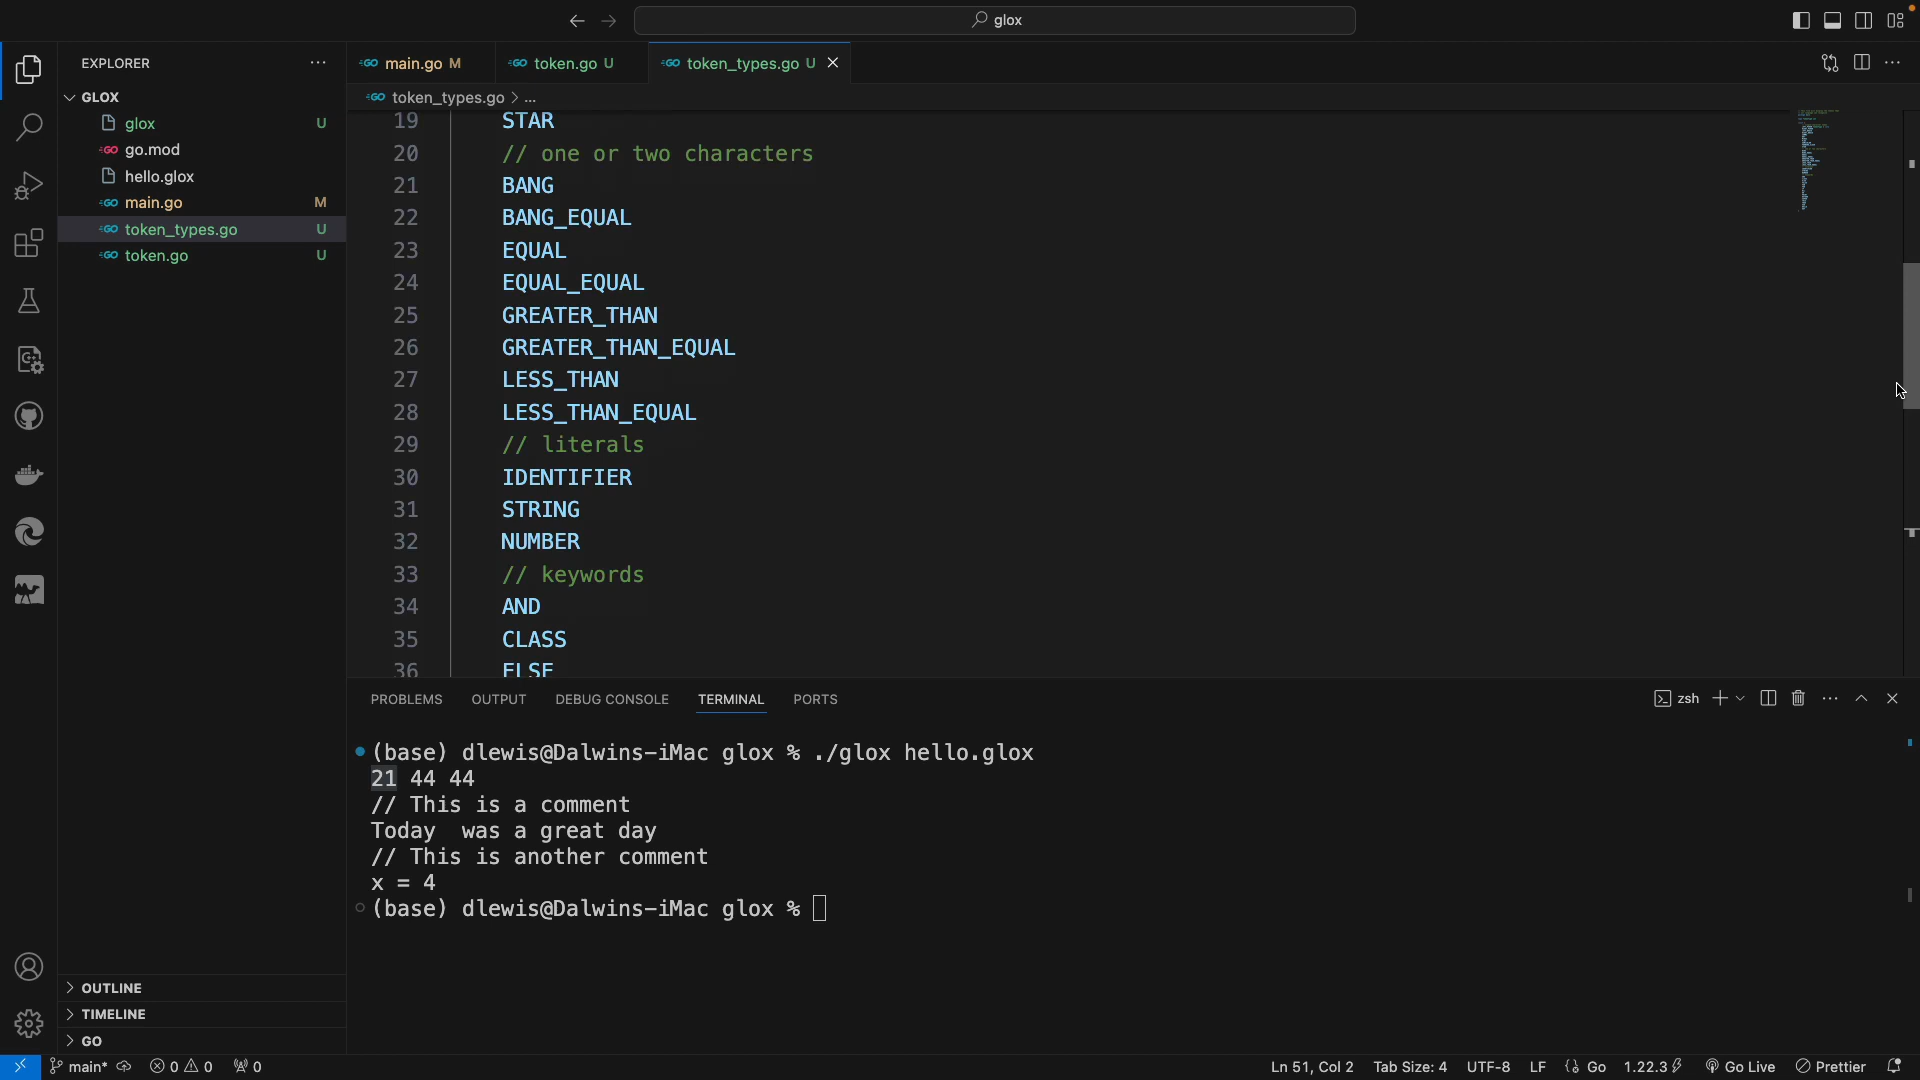 glox
EXPLORER
GLOX
glox U
go.mod
hello.glox
main.go M
token_types.go U
token.go U
OUTLINE
TIMELINE
GO
main.go M
token.go U
token_types.go U
token_types.go > ...
19 STAR
20 // one or two characters
21 BANG
22 BANG_EQUAL
23 EQUAL
24 EQUAL_EQUAL
25 GREATER_THAN
26 GREATER_THAN_EQUAL
27 LESS_THAN
28 LESS_THAN_EQUAL
29 // literals
30 IDENTIFIER
31 STRING
32 NUMBER
33 // keywords
34 AND
35 CLASS
36 ELSE
PROBLEMS OUTPUT DEBUG CONSOLE TERMINAL PORTS
zsh
(base) dlewis@Dalwins-iMac glox % ./glox hello.glox
21 44 44
// This is a comment
Today  was a great day
// This is another comment
x = 4
(base) dlewis@Dalwins-iMac glox %
main* 0 0 0 Ln 51, Col 2 Tab Size: 4 UTF-8 LF {} Go 1.22.3 Go Live Prettier